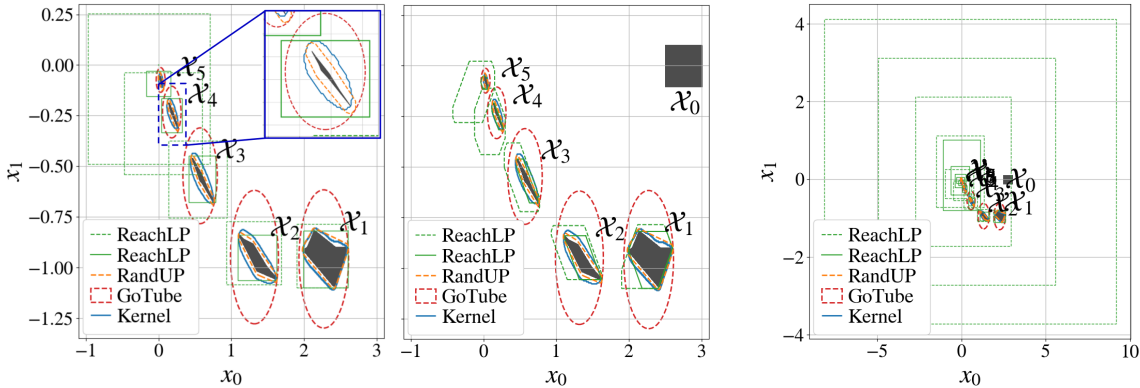 0.25
0.00
−0.25
−0.50
−0.75
−1.00
−1.25
x₁
−1 0 1 2 3
x₀
𝒳₅
𝒳₄
𝒳₃
𝒳₂ 𝒳₁
ReachLP
ReachLP
RandUP
GoTube
Kernel
−1 0 1 2 3
x₀
𝒳₀
𝒳₅
𝒳₄
𝒳₃
𝒳₂ 𝒳₁
ReachLP
ReachLP
RandUP
GoTube
Kernel
4
2
0
−2
−4
x₁
−5 0 5 10
x₀
𝒳₀
𝒳₂ 𝒳₁
ReachLP
ReachLP
RandUP
GoTube
Kernel